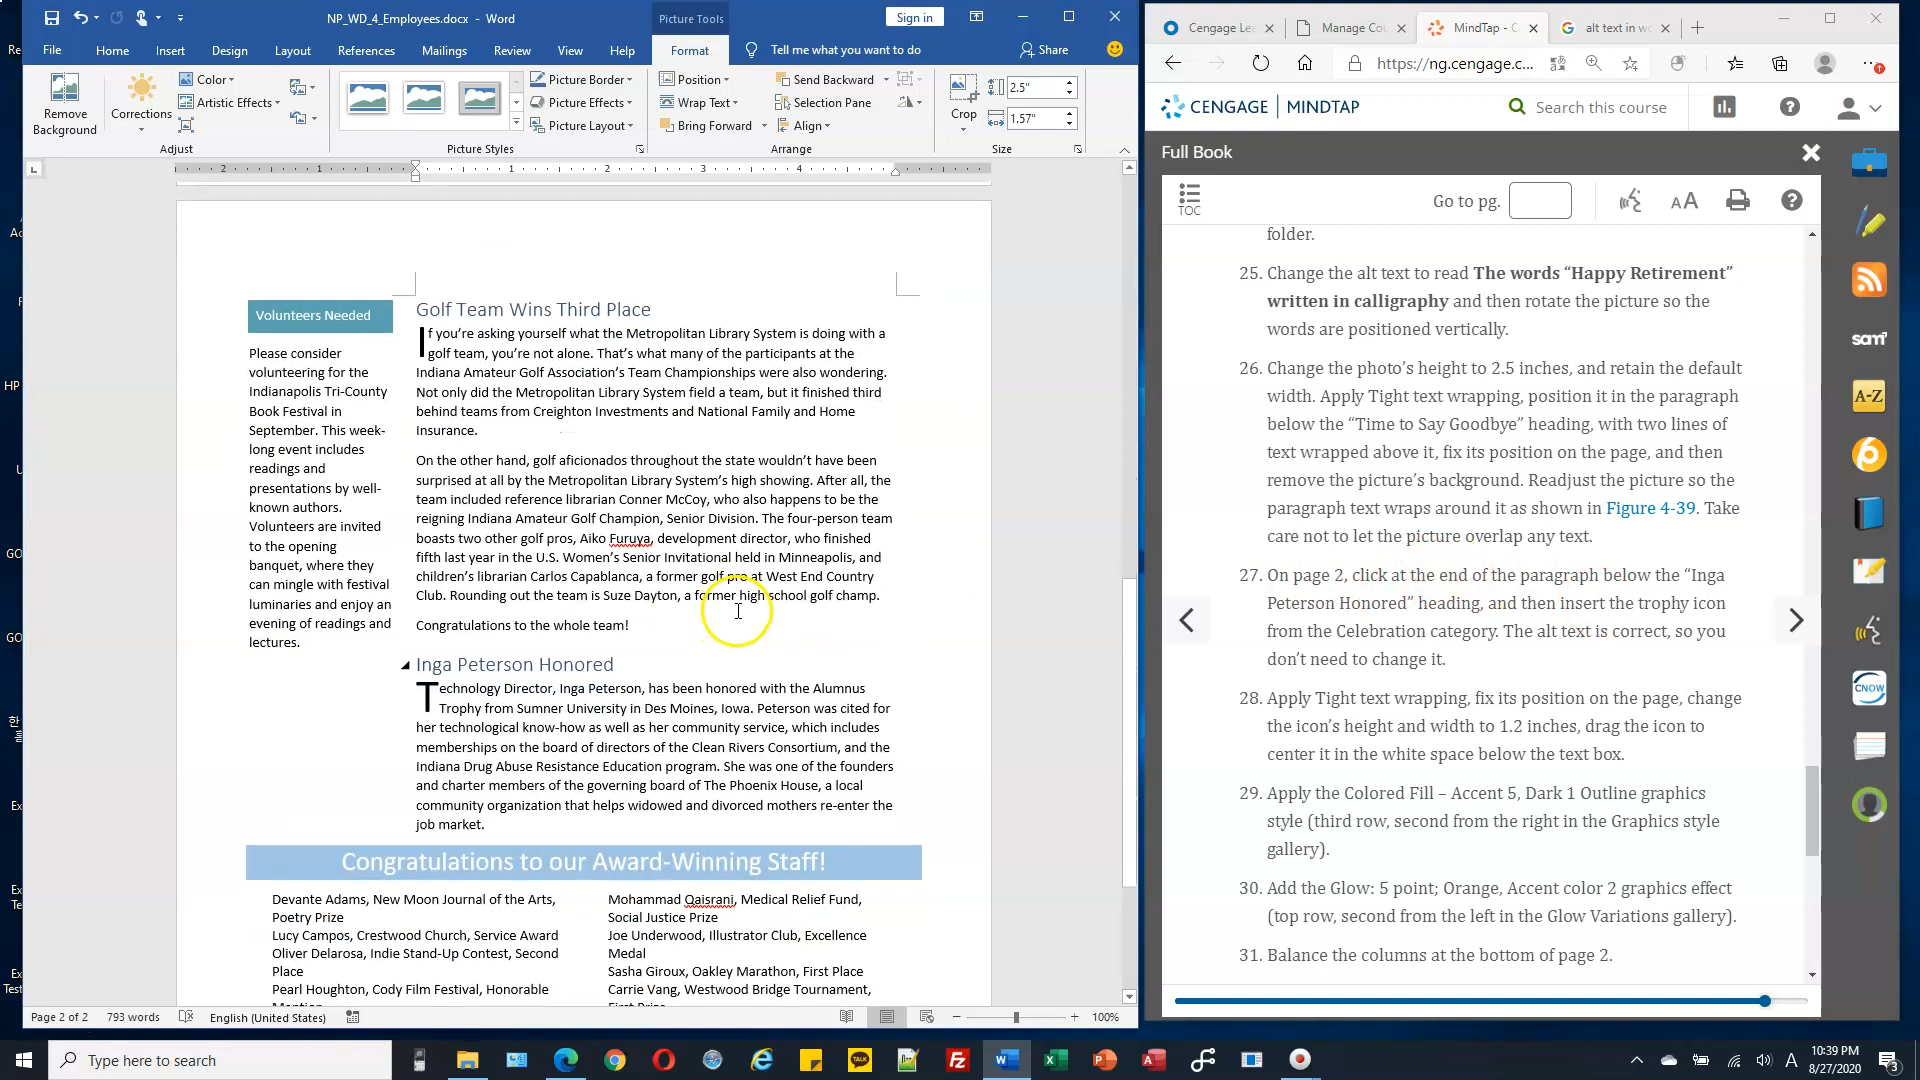 NP_WD_4_Employees.docx - Word
Picture Tools
Sign in
File
Home
Insert
Design
Layout
References
Mailings
Review
View
Help
Format
Tell me what you want to do
Share
Remove Background
Corrections
Color
Artistic Effects
Adjust
Picture Border
Picture Effects
Picture Layout
Picture Styles
Position
Wrap Text
Bring Forward
Send Backward
Selection Pane
Align
Arrange
Crop
2.5"
1.57"
Size
Volunteers Needed
Please consider
volunteering for the
Indianapolis Tri-County
Book Festival in
September. This week-
long event includes
readings and
presentations by well-
known authors.
Volunteers are invited
to the opening
banquet, where they
can mingle with festival
luminaries and enjoy an
evening of readings and
lectures.
Golf Team Wins Third Place
If you're asking yourself what the Metropolitan Library System is doing with a
golf team, you're not alone. That's what many of the participants at the
Indiana Amateur Golf Association's Team Championships were also wondering.
Not only did the Metropolitan Library System field a team, but it finished third
behind teams from Creighton Investments and National Family and Home
Insurance.
On the other hand, golf aficionados throughout the state wouldn't have been
surprised at all by the Metropolitan Library System's high showing. After all, the
team included reference librarian Conner McCoy, who also happens to be the
reigning Indiana Amateur Golf Champion, Senior Division. The four-person team
boasts two other golf pros, Aiko Furuya, development director, who finished
fifth last year in the U.S. Women's Senior Invitational held in Minneapolis, and
children's librarian Carlos Capablanca, a former golf pro at West End Country
Club. Rounding out the team is Suze Dayton, a former high school golf champ.
Congratulations to the whole team!
Inga Peterson Honored
Technology Director, Inga Peterson, has been honored with the Alumnus
Trophy from Sumner University in Des Moines, Iowa. Peterson was cited for
her technological know-how as well as her community service, which includes
memberships on the board of directors of the Clean Rivers Consortium, and the
Indiana Drug Abuse Resistance Education program. She was one of the founders
and charter members of the governing board of The Phoenix House, a local
community organization that helps widowed and divorced mothers re-enter the
job market.
Congratulations to our Award-Winning Staff!
Devante Adams, New Moon Journal of the Arts,
Poetry Prize
Lucy Campos, Crestwood Church, Service Award
Oliver Delarosa, Indie Stand-Up Contest, Second
Place
Pearl Houghton, Cody Film Festival, Honorable
Mohammad Qaisrani, Medical Relief Fund,
Social Justice Prize
Joe Underwood, Illustrator Club, Excellence
Medal
Sasha Giroux, Oakley Marathon, First Place
Carrie Vang, Westwood Bridge Tournament,
Page 2 of 2
793 words
English (United States)
100%
Cengage Le
Manage Co
MindTap - C
alt text in w
https://ng.cengage.c...
CENGAGE | MINDTAP
Search this course
Full Book
TOC
Go to pg.
AA
folder.
25. Change the alt text to read The words “Happy Retirement”
written in calligraphy and then rotate the picture so the
words are positioned vertically.
26. Change the photo’s height to 2.5 inches, and retain the default
width. Apply Tight text wrapping, position it in the paragraph
below the “Time to Say Goodbye” heading, with two lines of
text wrapped above it, fix its position on the page, and then
remove the picture’s background. Readjust the picture so the
paragraph text wraps around it as shown in Figure 4-39. Take
care not to let the picture overlap any text.
27. On page 2, click at the end of the paragraph below the “Inga
Peterson Honored” heading, and then insert the trophy icon
from the Celebration category. The alt text is correct, so you
don’t need to change it.
28. Apply Tight text wrapping, fix its position on the page, change
the icon’s height and width to 1.2 inches, drag the icon to
center it in the white space below the text box.
29. Apply the Colored Fill – Accent 5, Dark 1 Outline graphics
style (third row, second from the right in the Graphics style
gallery).
30. Add the Glow: 5 point; Orange, Accent color 2 graphics effect
(top row, second from the left in the Glow Variations gallery).
31. Balance the columns at the bottom of page 2.
sam
A-Z
CNOW
Type here to search
10:39 PM
8/27/2020